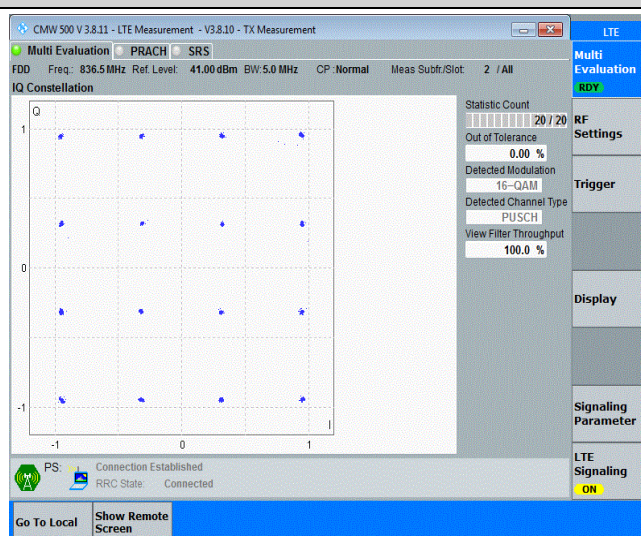 CMW 500 V 3.8.11 - LTE Measurement - V3.8.10 - TX Measurement
LTE
Multi Evaluation PRACH SRS
Multi
Evaluation
RDY
FDD Freq.: 836.5 MHz Ref. Level: 41.00 dBm BW: 5.0 MHz CP : Normal Meas Subfr./Slot: 2 / All
IQ Constellation
Q
1
0
-1
-1 0 1
I
Statistic Count
20 / 20
Out of Tolerance
0.00 %
Detected Modulation
16-QAM
Detected Channel Type
PUSCH
View Filter Throughput
100.0 %
RF
Settings
Trigger
Display
Signaling
Parameter
LTE
Signaling
ON
PS: Connection Established
RRC State: Connected
Go To Local
Show Remote
Screen